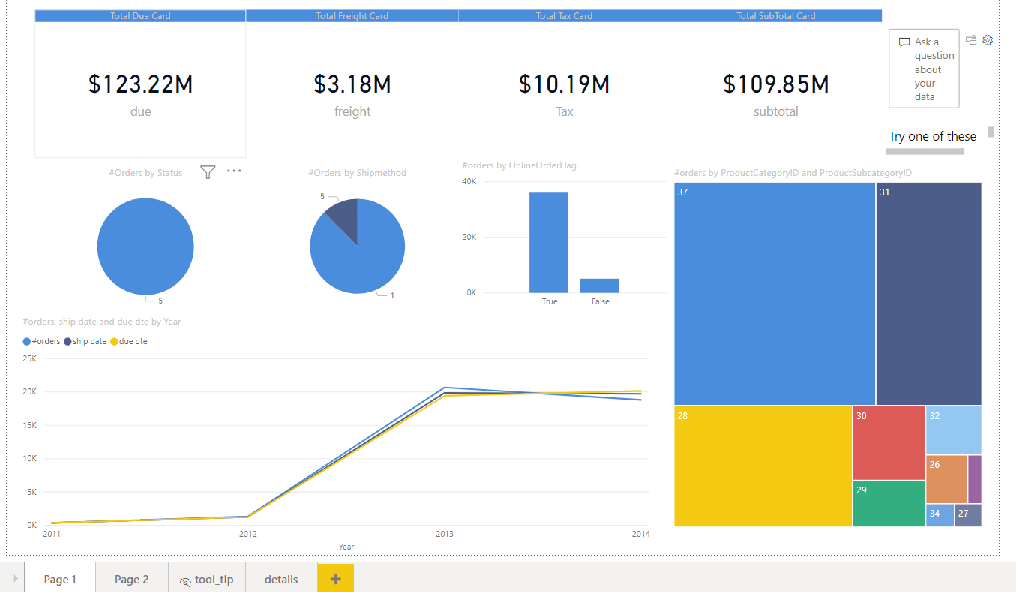 Total Due Card
Total Freight Card
Total Tax Card
Total SubTotal Card
$123.22M
due
$3.18M
freight
$10.19M
Tax
$109.85M
subtotal
Ask a
question
about
your
data
Try one of these
#Orders by Status
5
#Orders by Shipmethod
5
1
#orders by OnlineOrderFlag
40K
20K
0K
True
False
#orders by ProductCategoryID and ProductSubcategoryID
37
31
28
30
32
29
26
34
27
#orders, ship date and due dte by Year
#orders
ship date
due dte
25K
20K
15K
10K
5K
0K
2011
2012
2013
2014
Year
Page 1
Page 2
tool_tip
details
+